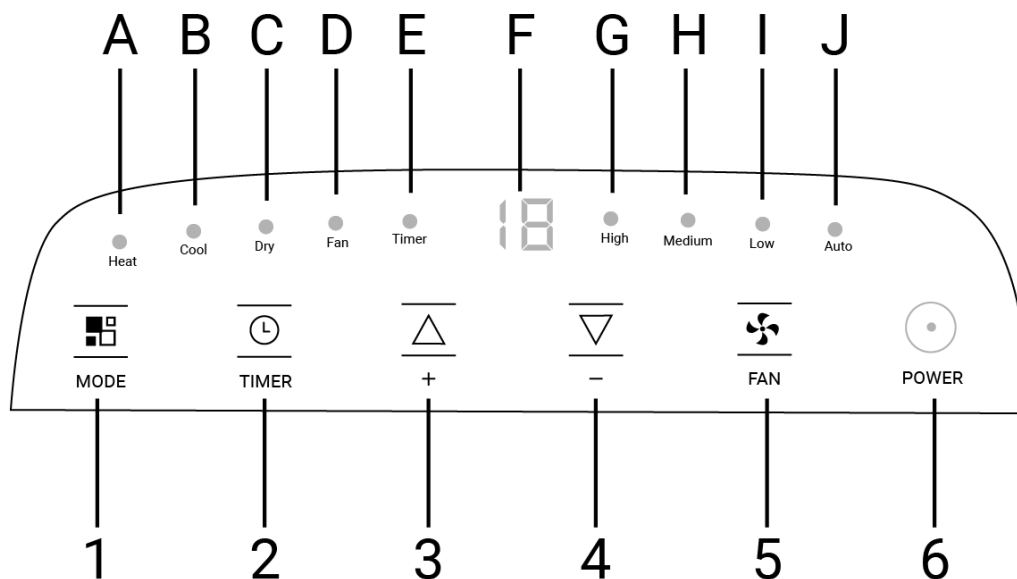 A B C D E F G H I J
18
Heat Cool Dry Fan Timer High Medium Low Auto
MODE TIMER + − FAN POWER
1 2 3 4 5 6